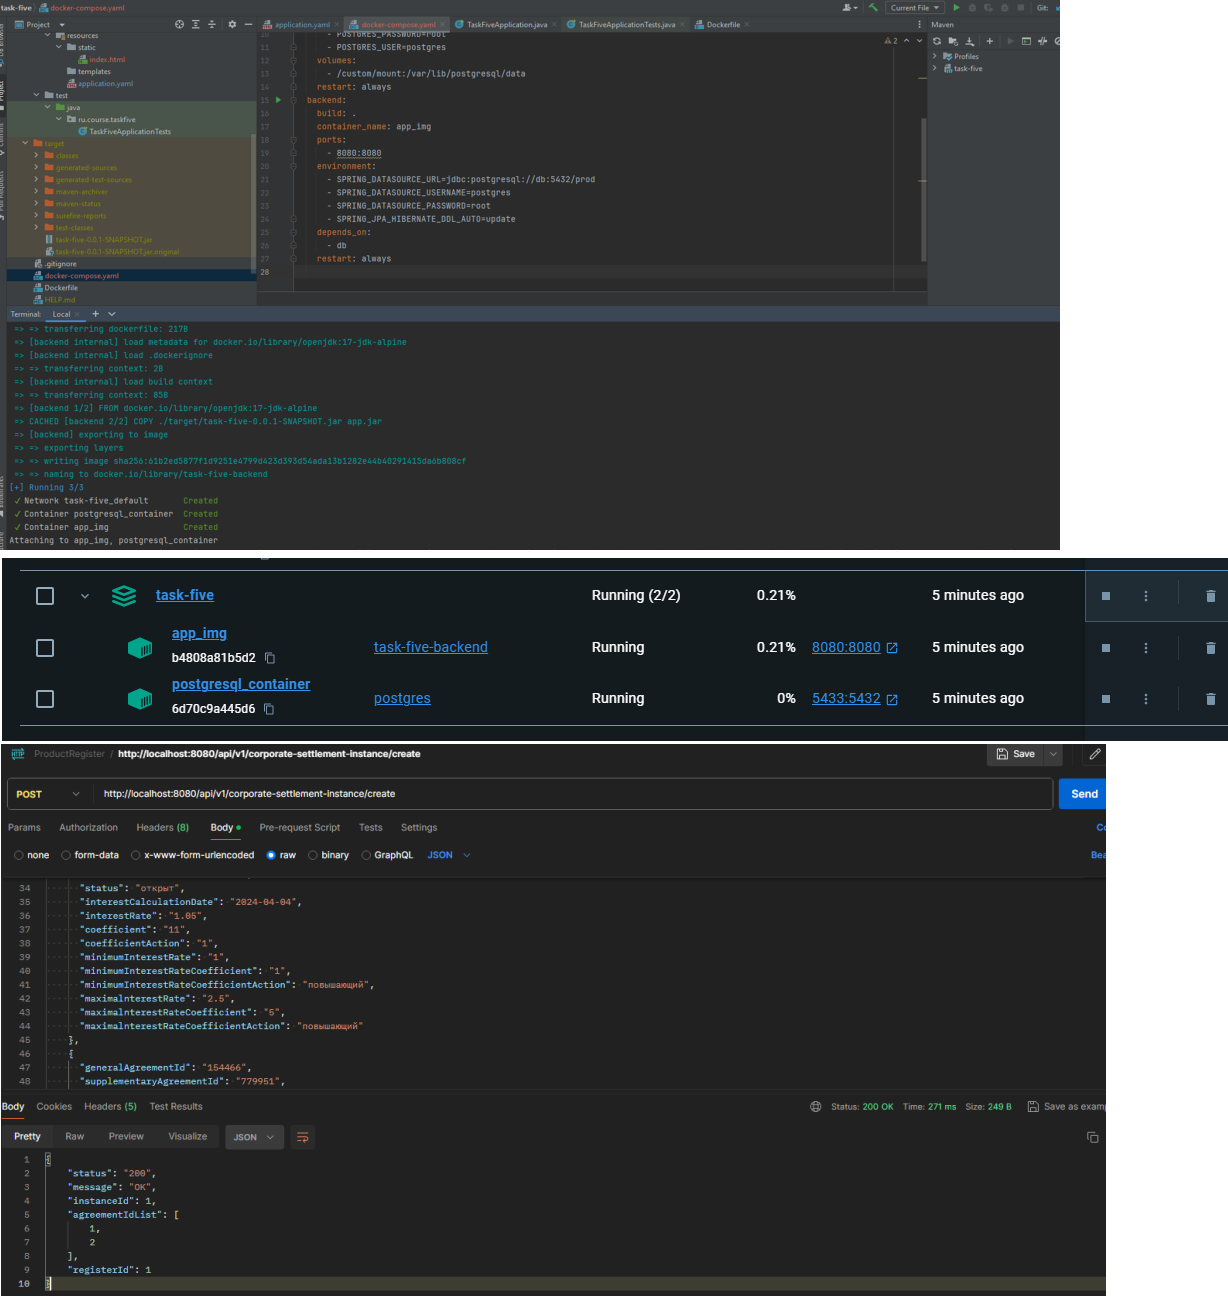 task-five docker-compose.yaml
Current File
Git:
Project
application.yaml docker-compose.yaml TaskFiveApplication.java TaskFiveApplicationTests.java Dockerfile
Maven
resources
static
index.html
templates
application.yaml
test
java
ru.course.taskfive
TaskFiveApplicationTests
target
classes
generated-sources
generated-test-sources
maven-archiver
maven-status
surefire-reports
test-classes
task-five-0.0.1-SNAPSHOT.jar
task-five-0.0.1-SNAPSHOT.jar.original
.gitignore
docker-compose.yaml
Dockerfile
HELP.md
10 - POSTGRES_PASSWORD=root
11 - POSTGRES_USER=postgres
12 volumes:
13 - /custom/mount:/var/lib/postgresql/data
14 restart: always
15 backend:
16 build: .
17 container_name: app_img
18 ports:
19 - 8080:8080
20 environment:
21 - SPRING_DATASOURCE_URL=jdbc:postgresql://db:5432/prod
22 - SPRING_DATASOURCE_USERNAME=postgres
23 - SPRING_DATASOURCE_PASSWORD=root
24 - SPRING_JPA_HIBERNATE_DDL_AUTO=update
25 depends_on:
26 - db
27 restart: always
28
2
Profiles
task-five
Terminal: Local
=> => transferring dockerfile: 217B
=> [backend internal] load metadata for docker.io/library/openjdk:17-jdk-alpine
=> [backend internal] load .dockerignore
=> => transferring context: 2B
=> [backend internal] load build context
=> => transferring context: 85B
=> [backend 1/2] FROM docker.io/library/openjdk:17-jdk-alpine
=> CACHED [backend 2/2] COPY ./target/task-five-0.0.1-SNAPSHOT.jar app.jar
=> [backend] exporting to image
=> => exporting layers
=> => writing image sha256:61b2ed5877f1d9251e4799d423d393d54ada13b1282e44b40291415da6b808cf
=> => naming to docker.io/library/task-five-backend
[+] Running 3/3
✓ Network task-five_default Created
✓ Container postgresql_container Created
✓ Container app_img Created
Attaching to app_img, postgresql_container
task-five Running (2/2) 0.21% 5 minutes ago
app_img
b4808a81b5d2 task-five-backend Running 0.21% 8080:8080 5 minutes ago
postgresql_container
6d70c9a445d6 postgres Running 0% 5433:5432 5 minutes ago
HTTP ProductRegister / http://localhost:8080/api/v1/corporate-settlement-instance/create Save
POST http://localhost:8080/api/v1/corporate-settlement-instance/create Send
Params Authorization Headers (8) Body Pre-request Script Tests Settings
none form-data x-www-form-urlencoded raw binary GraphQL JSON
34 "status": "открыт",
35 "interestCalculationDate": "2024-04-04",
36 "interestRate": "1.05",
37 "coefficient": "11",
38 "coefficientAction": "1",
39 "minimumInterestRate": "1",
40 "minimumInterestRateCoefficient": "1",
41 "minimumInterestRateCoefficientAction": "повышающий",
42 "maximalnterestRate": "2.5",
43 "maximalnterestRateCoefficient": "5",
44 "maximalnterestRateCoefficientAction": "повышающий"
45 },
46 {
47 "generalAgreementId": "154466",
48 "supplementaryAgreementId": "779951",
Body Cookies Headers (5) Test Results Status: 200 OK Time: 271 ms Size: 249 B Save as
Pretty Raw Preview Visualize JSON
1 {
2 "status": "200",
3 "message": "OK",
4 "instanceId": 1,
5 "agreementIdList": [
6 1,
7 2
8 ],
9 "registerId": 1
10 }